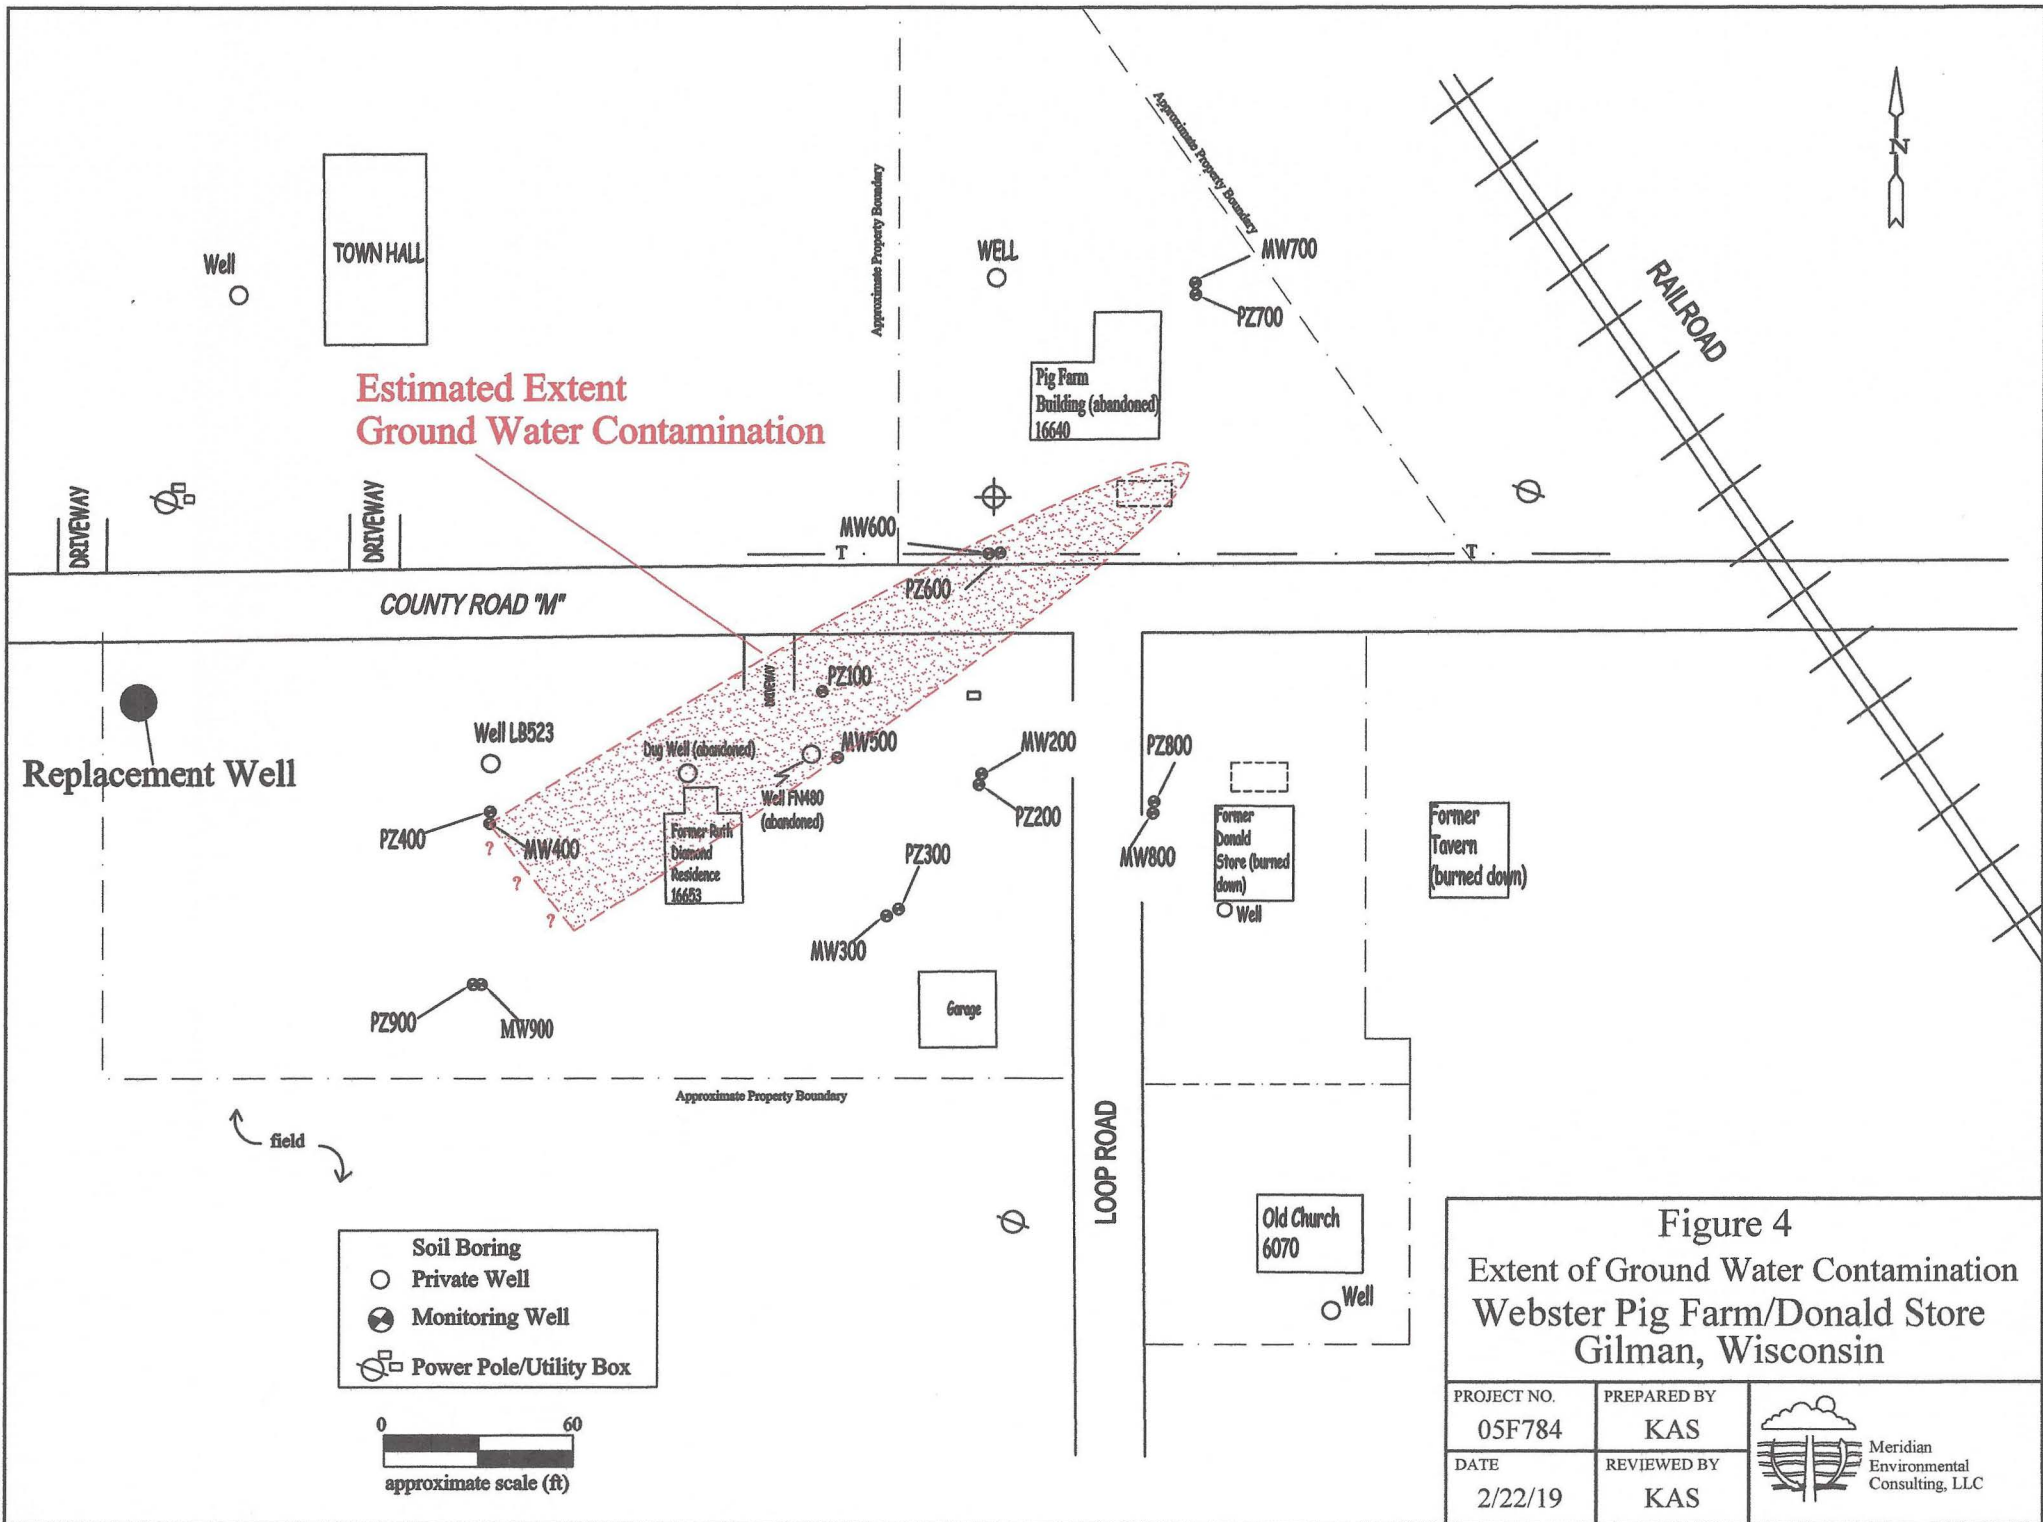 Approximate Property Boundary
Approximate Property Boundary
N
TOWN HALL
Well
WELL
MW700
PZ700
RAILROAD
Estimated Extent
Ground Water Contamination
Pig Farm
Building (abandoned)
16640
DRIVEWAY
DRIVEWAY
MW600
T
T
PZ600
COUNTY ROAD "M"
DRIVEWAY
PZ100
Well LB523
Replacement Well
Dug Well (abandoned)
MW500
MW200
PZ800
Well FN480
(abandoned)
PZ200
PZ400
MW400
?
?
?
Former Ruth
Diamond
Residence
16653
PZ300
MW800
Former
Donald
Store (burned
down)
Well
Former
Tavern
(burned down)
MW300
PZ900
MW900
Garage
Approximate Property Boundary
field
LOOP ROAD
Old Church
6070
Well
Soil Boring
Private Well
Monitoring Well
Power Pole/Utility Box
0 60
approximate scale (ft)
Figure 4
Extent of Ground Water Contamination
Webster Pig Farm/Donald Store
Gilman, Wisconsin
PROJECT NO.
05F784
PREPARED BY
KAS
DATE
2/22/19
REVIEWED BY
KAS
Meridian
Environmental
Consulting, LLC